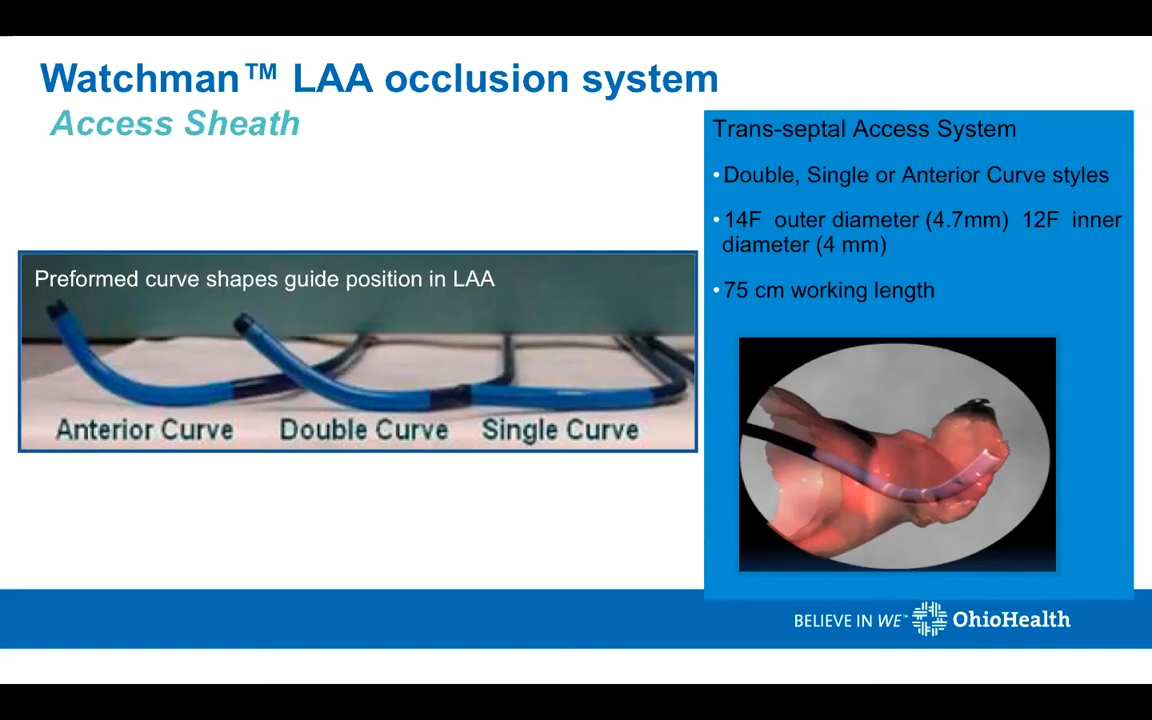 Watchman™ LAA occlusion system
Access Sheath
Trans-septal Access System
•Double, Single or Anterior Curve styles
•14F outer diameter (4.7mm) 12F inner
diameter (4 mm)
•75 cm working length
Preformed curve shapes guide position in LAA
Anterior Curve
Double Curve
Single Curve
BELIEVE IN WE™ OhioHealth